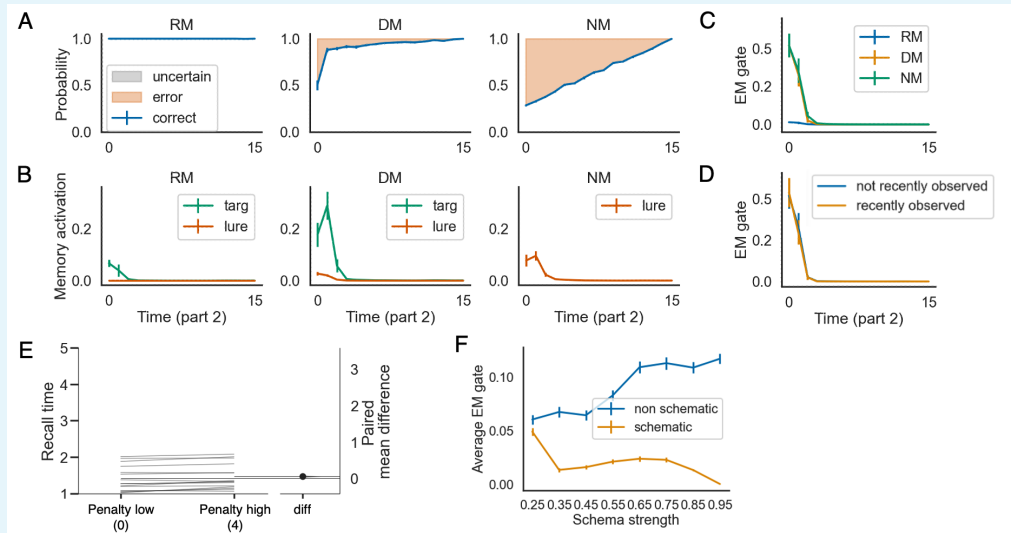 A
RM
DM
NM
C
Probability
1.0
0.5
0.0
uncertain
error
correct
0
15
1.0
0.5
0.0
0
15
1.0
0.5
0.0
0
15
EM gate
0.5
0.2
0.0
RM
DM
NM
0
15
B
RM
DM
NM
D
Memory activation
0.2
0.0
targ
lure
0
15
Time (part 2)
0.2
0.0
targ
lure
0
15
Time (part 2)
0.2
0.0
lure
0
15
Time (part 2)
EM gate
0.5
0.2
0.0
not recently observed
recently observed
0
15
Time (part 2)
E
Recall time
5
4
3
2
1
Penalty low
(0)
Penalty high
(4)
diff
3
2
1
0
Paired
mean difference
F
Average EM gate
0.10
0.05
0.00
non schematic
schematic
0.25 0.35 0.45 0.55 0.65 0.75 0.85 0.95
Schema strength